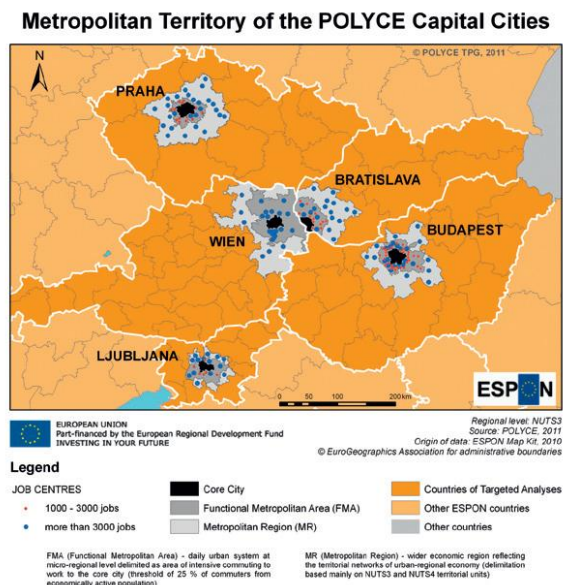 Metropolitan Territory of the POLYCE Capital Cities
N
© POLYCE TPG, 2011
PRAHA
BRATISLAVA
WIEN
BUDAPEST
LJUBLJANA
ESPON
0 50 100 200 km
EUROPEAN UNION
Part-financed by the European Regional Development Fund
INVESTING IN YOUR FUTURE
Regional level: NUTS3
Source: POLYCE, 2011
Origin of data: ESPON Map Kit, 2010
© EuroGeographics Association for administrative boundaries
Legend
JOB CENTRES
1000 - 3000 jobs
more than 3000 jobs
Core City
Functional Metropolitan Area (FMA)
Metropolitan Region (MR)
Countries of Targeted Analyses
Other ESPON countries
Other countries
FMA (Functional Metropolitan Area) - daily urban system at
micro-regional level delimited as area of intensive commuting to
work to the core city (threshold of 25 % of commuters from
economically active population)
MR (Metropolitan Region) - wider economic region reflecting
the territorial networks of urban-regional economy (delimitation
based mainly on NUTS3 and NUTS4 territorial units)